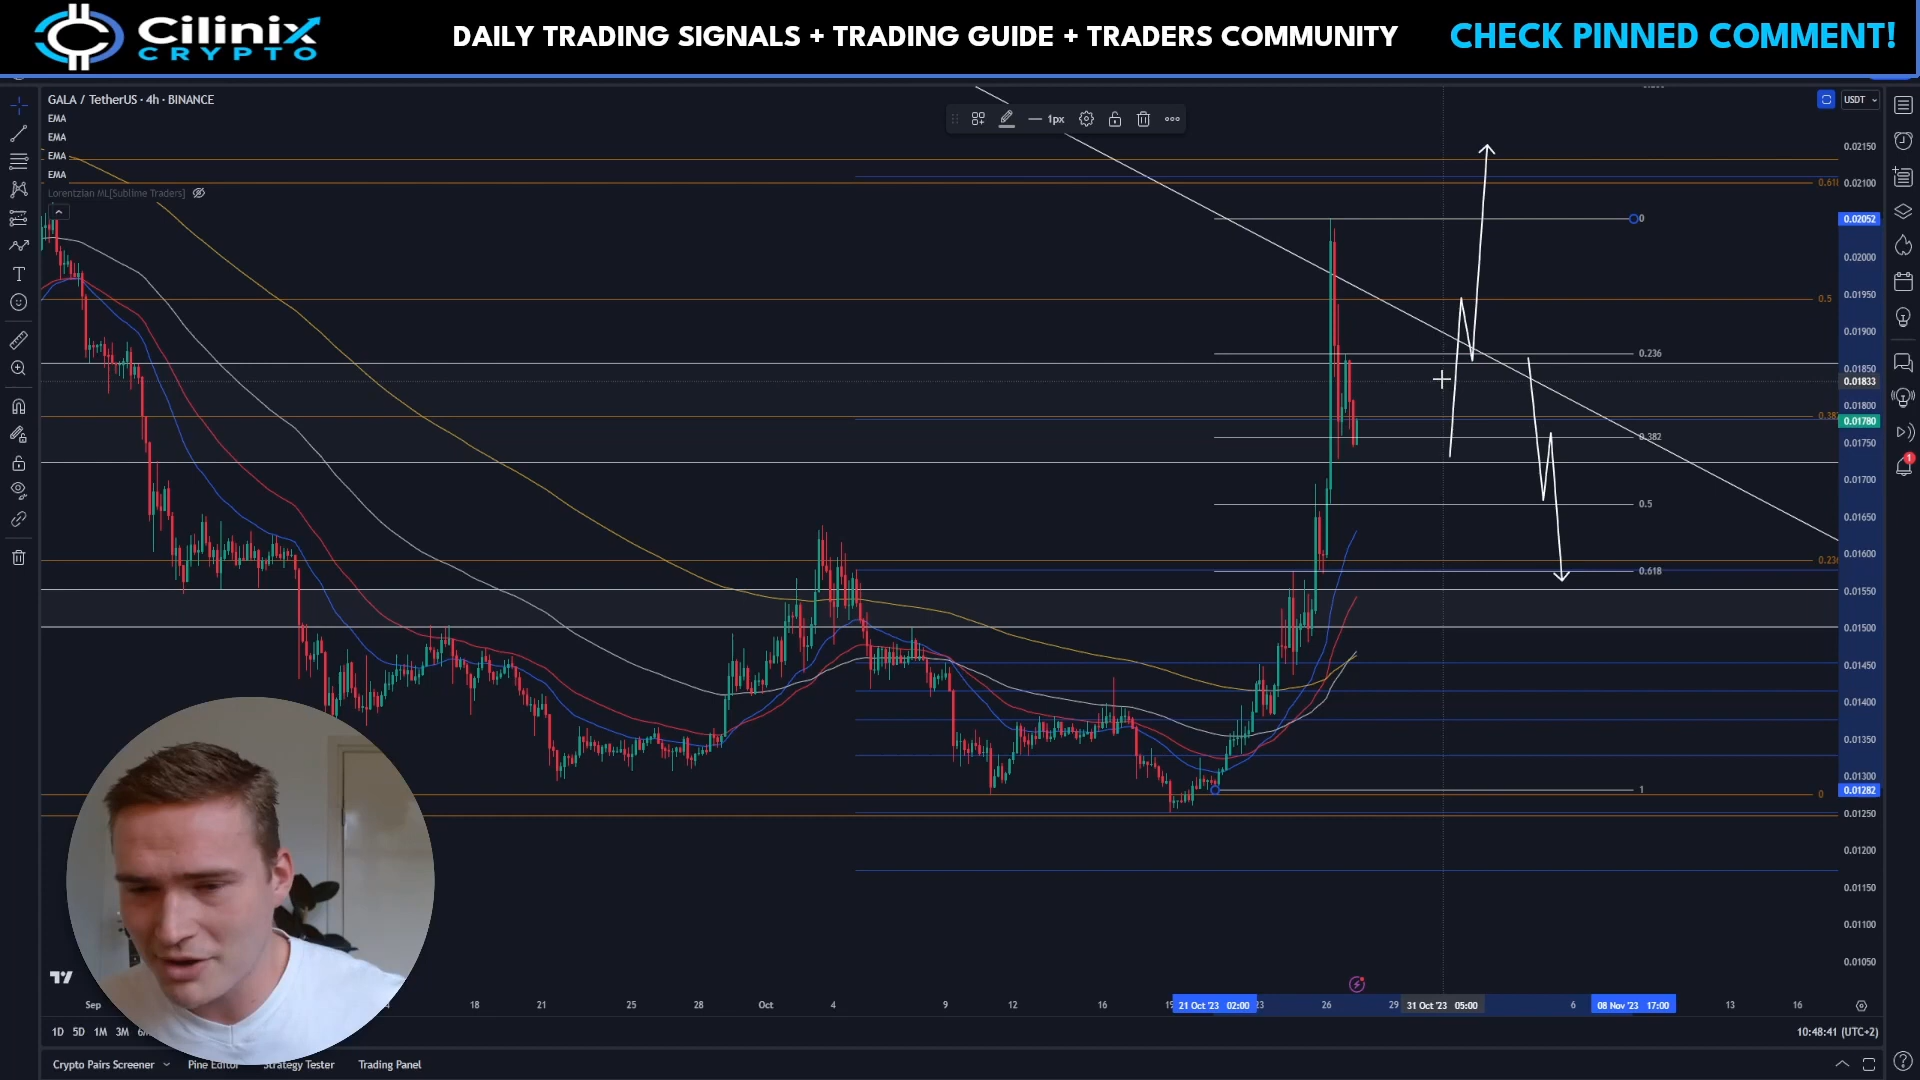 Cilinix
CRYPTO
DAILY TRADING SIGNALS + TRADING GUIDE + TRADERS COMMUNITY
CHECK PINNED COMMENT!
GALA / TetherUS · 4h · BINANCE
EMA
EMA
EMA
EMA
Lorentzian ML[Sublime Traders]
1px
USDT
0.02150
0.02100
0.02052
0.02000
0.01950
0.01900
0.01850
0.01833
0.01800
0.01780
0.01750
0.01700
0.01650
0.01600
0.01550
0.01500
0.01450
0.01400
0.01350
0.01300
0.01282
0.01250
0.01200
0.01150
0.01100
0.01050
0
0.5
0.236
0.382
0.5
0.618
1
0
1
Sep
18
21
25
28
Oct
4
9
12
16
21 Oct '23 02:00
23
26
29
31 Oct '23 05:00
6
08 Nov '23 17:00
13
16
1D 5D 1M 3M
10:48:41 (UTC+2)
Crypto Pairs Screener
Pine Editor
Strategy Tester
Trading Panel